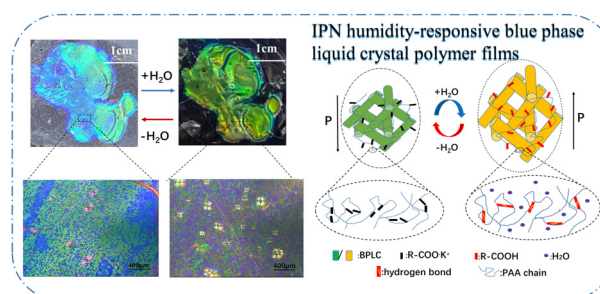 IPN humidity-responsive blue phase
liquid crystal polymer films
1cm
+H₂O
-H₂O
1cm
400μm
400μm
P
+H₂O
-H₂O
P
:BPLC
:R-COO·K⁺
:R-COOH
:H₂O
:hydrogen bond
:PAA chain